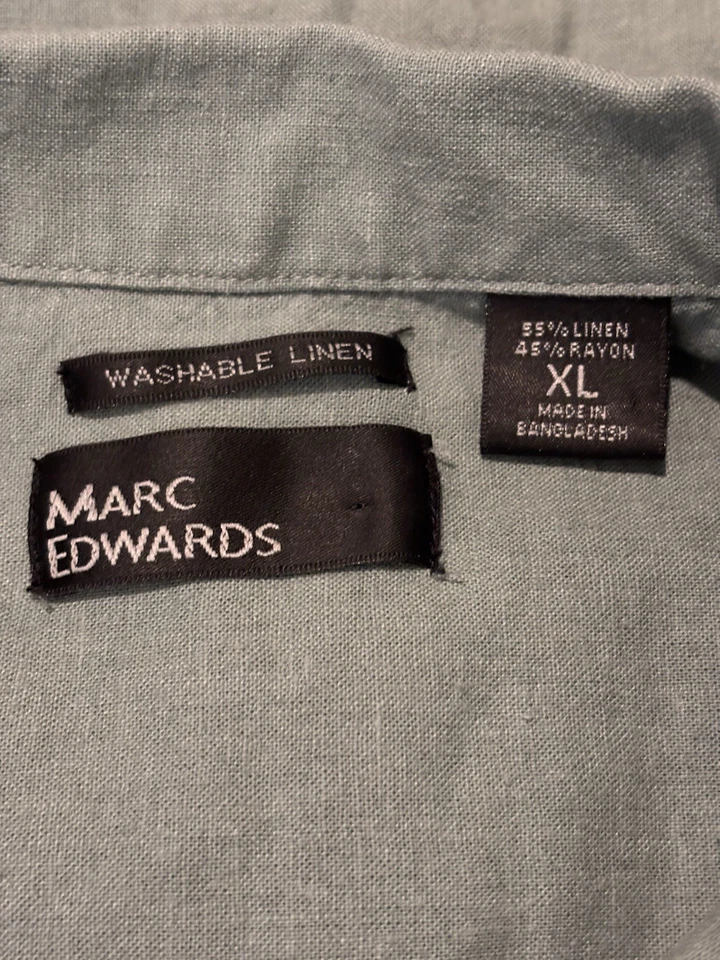 WASHABLE LINEN
MARC
EDWARDS
55% LINEN
45% RAYON
XL
MADE IN
BANGLADESH